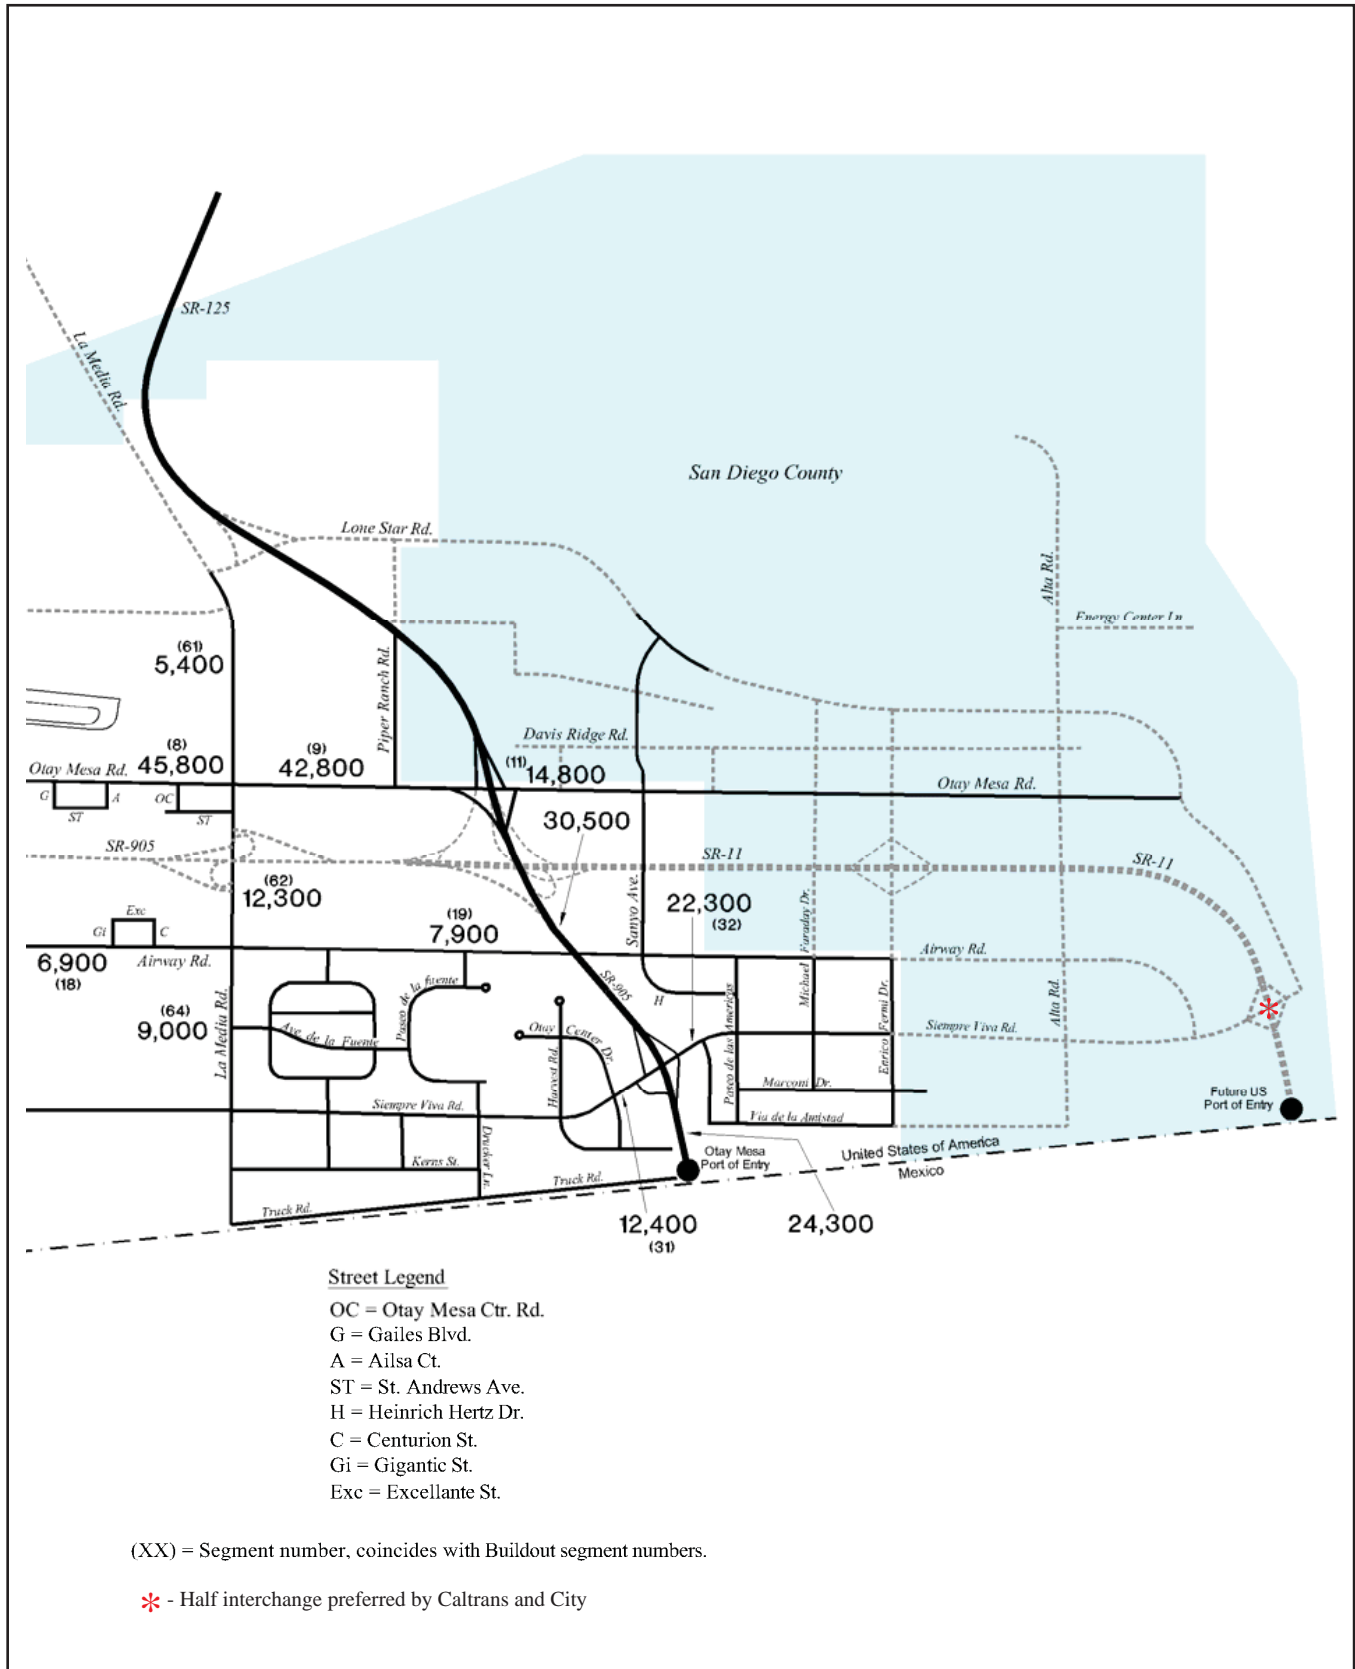 SR-125
La Media Rd.
San Diego County
Lone Star Rd.
Alta Rd.
Energy Center Ln
(61)
5,400
Piper Ranch Rd.
Davis Ridge Rd.
(8)
45,800
(9)
42,800
(11) 14,800
Otay Mesa Rd.
Otay Mesa Rd.
G
A
OC
ST
ST
30,500
SR-905
SR-11
SR-11
(62)
12,300
22,300
(32)
Sanyo Ave.
Michael Faraday Dr.
Exc
Gi
C
(19)
7,900
6,900
(18)
Airway Rd.
Airway Rd.
SR-905
H
Paseo de la fuente
Paseo de las Americas
Enrico Fermi Dr.
Alta Rd.
(64)
9,000
La Media Rd.
Ave. de la Fuente
Otay Center Dr.
Harvest Rd.
Siempre Viva Rd.
Marconi Dr.
Siempre Viva Rd.
Via de la Amistad
Future US
Port of Entry
Drucker Ln.
Kerns St.
Otay Mesa
Port of Entry
United States of America
Mexico
Truck Rd.
Truck Rd.
12,400
(31)
24,300
Street Legend
OC = Otay Mesa Ctr. Rd.
G = Gailes Blvd.
A = Ailsa Ct.
ST = St. Andrews Ave.
H = Heinrich Hertz Dr.
C = Centurion St.
Gi = Gigantic St.
Exc = Excellante St.
(XX) = Segment number, coincides with Buildout segment numbers.
* - Half interchange preferred by Caltrans and City